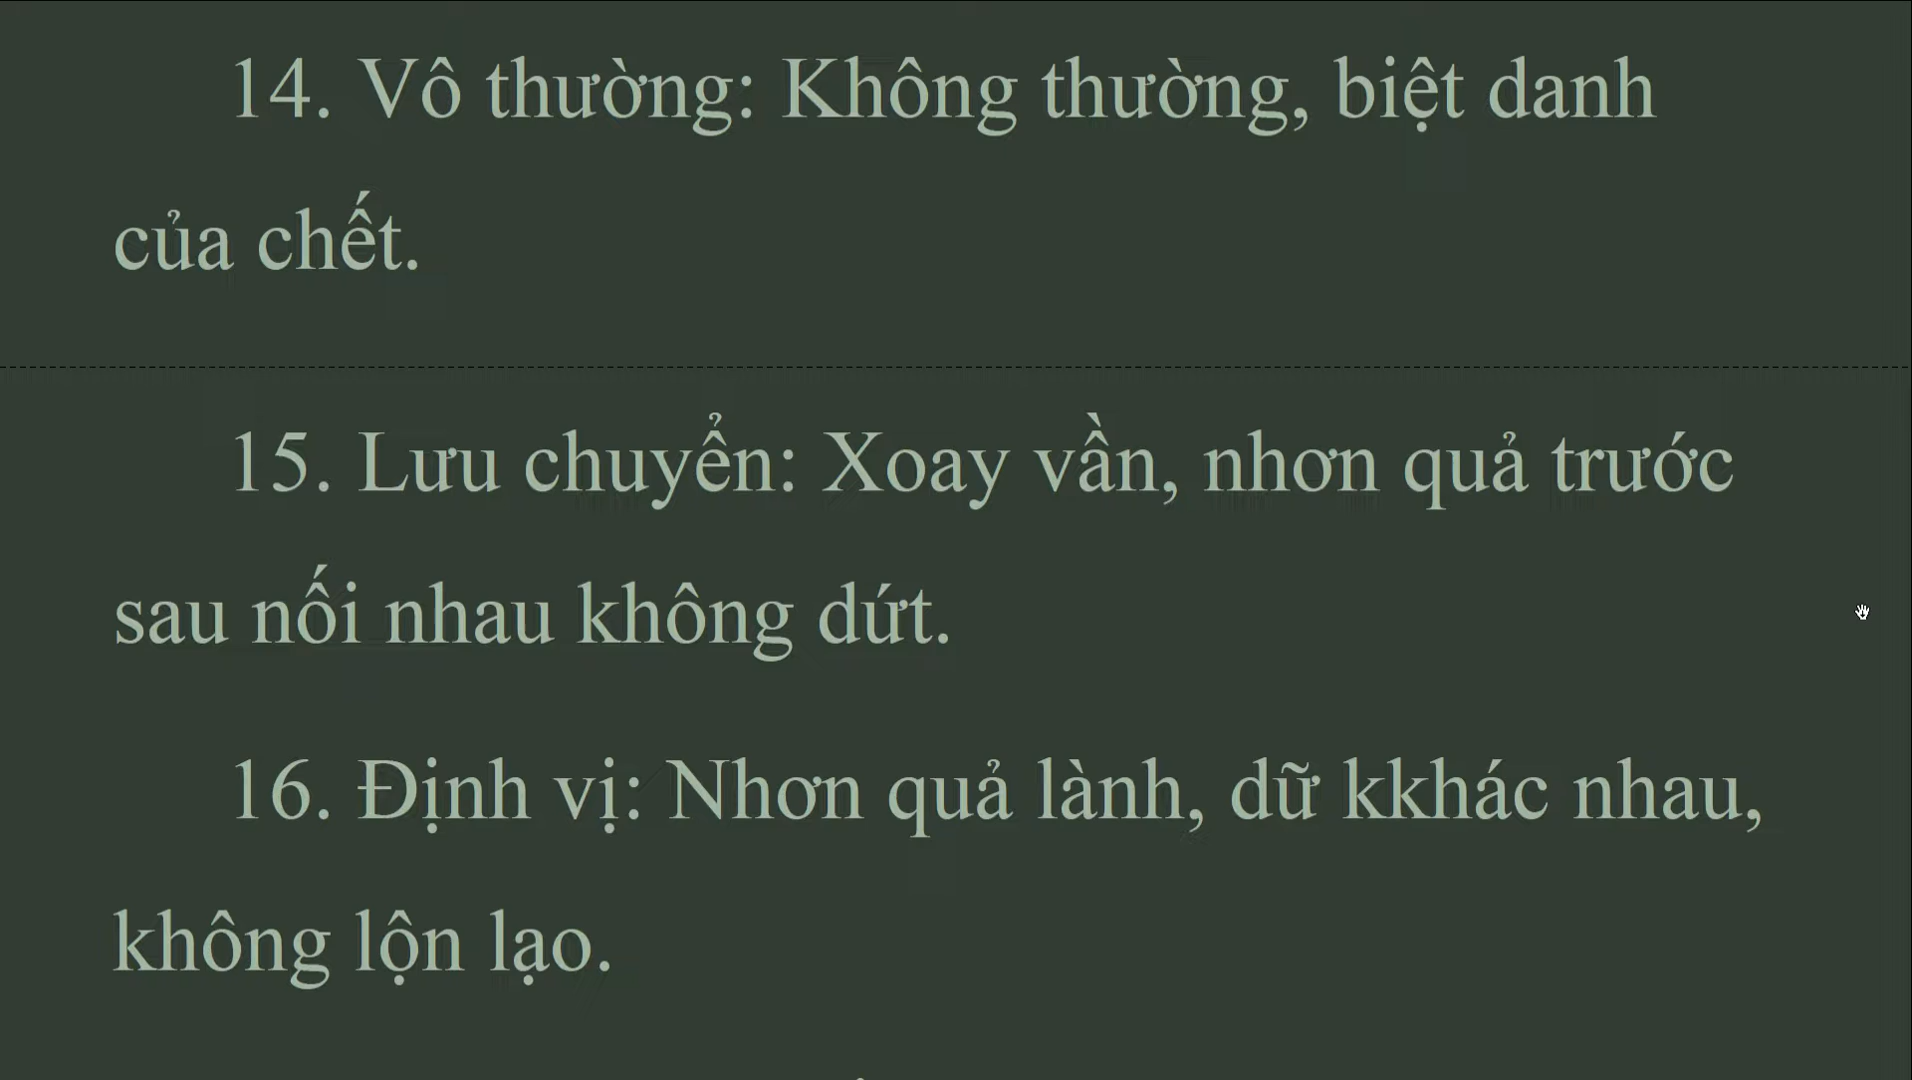 14. Vô thường: Không thường, biệt danh
của chết.
15. Lưu chuyển: Xoay vần, nhơn quả trước
sau nối nhau không dứt.
16. Định vị: Nhơn quả lành, dữ kkhác nhau,
không lộn lạo.